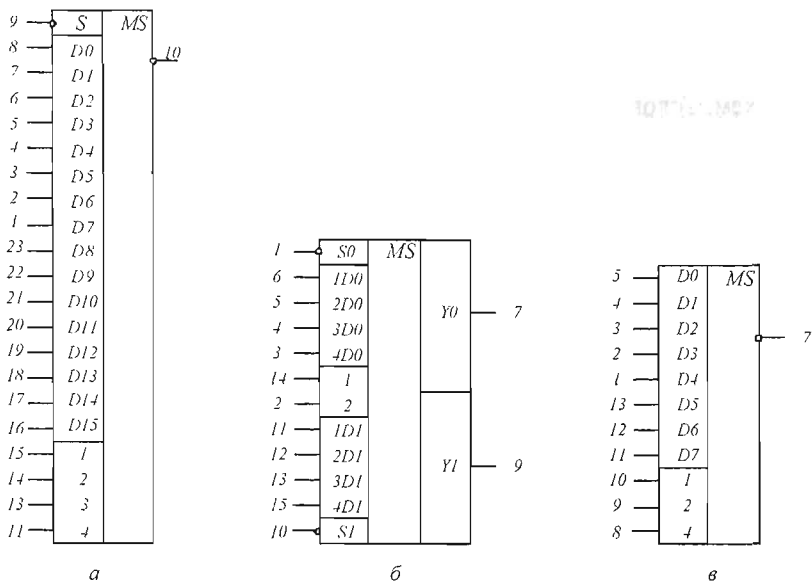 9 S MS
8 D0
10
7 D1
6 D2
5 D3
4 D4
3 D5
2 D6
1 D7
23 D8
22 D9
21 D10
20 D11
19 D12
18 D13
17 D14
16 D15
15 1
14 2
13 3
11 4
а
1 S0 MS
6 1D0
5 2D0
Y0 7
4 3D0
3 4D0
14 1
2 2
11 1D1
12 2D1
Y1 9
13 3D1
15 4D1
10 S1
б
5 D0 MS
4 D1
3 D2
7
2 D3
1 D4
13 D5
12 D6
11 D7
10 1
9 2
8 4
в